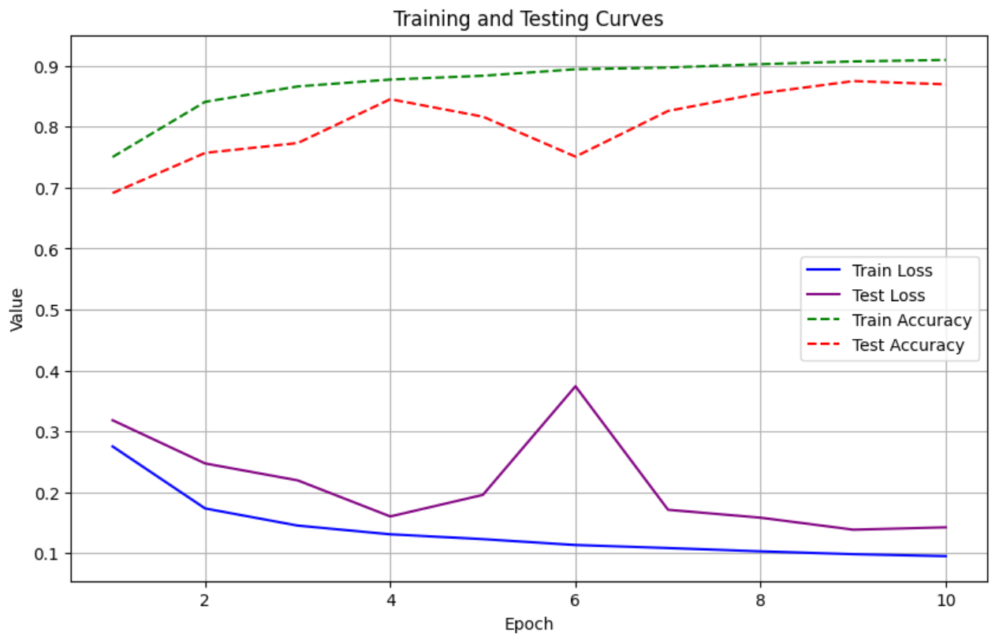 Training and Testing Curves
0.9
0.8
0.7
0.6
0.5
0.4
0.3
0.2
0.1
Value
Train Loss
Test Loss
Train Accuracy
Test Accuracy
2 4 6 8 10
Epoch